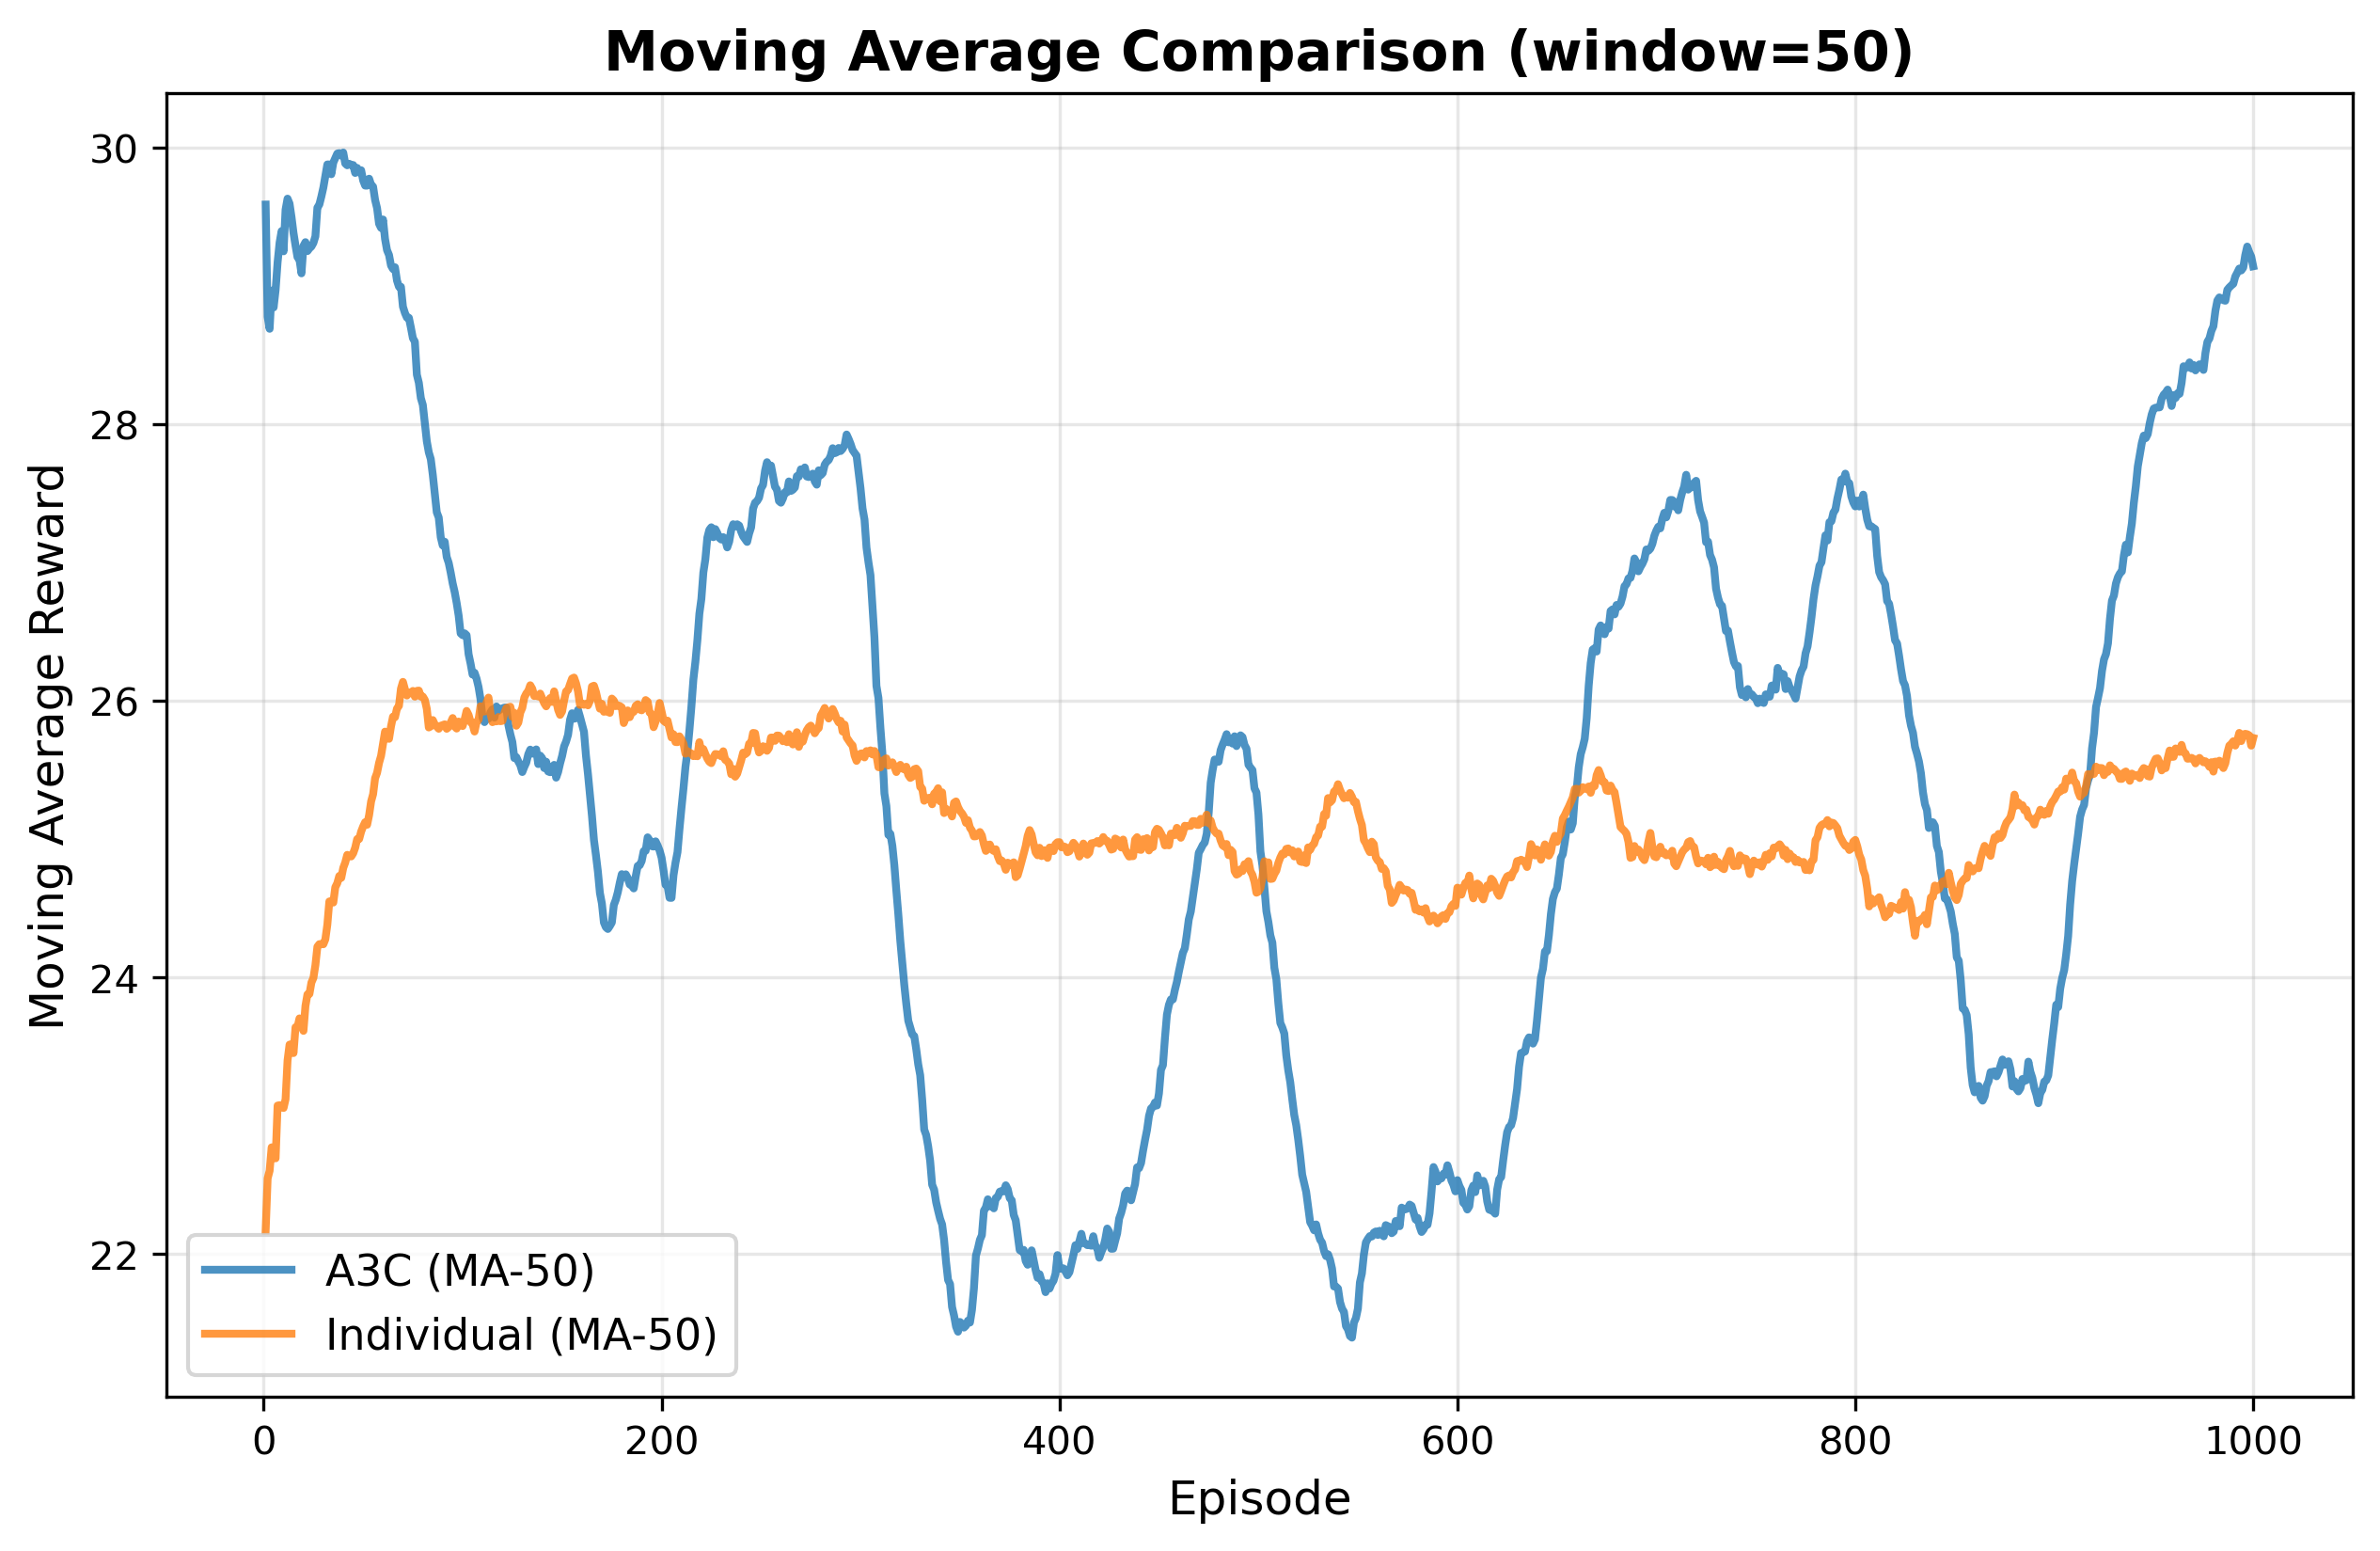 Moving Average Comparison (window=50)
Moving Average Reward
30
28
26
24
22
A3C (MA-50)
Individual (MA-50)
0
200
400
600
800
1000
Episode